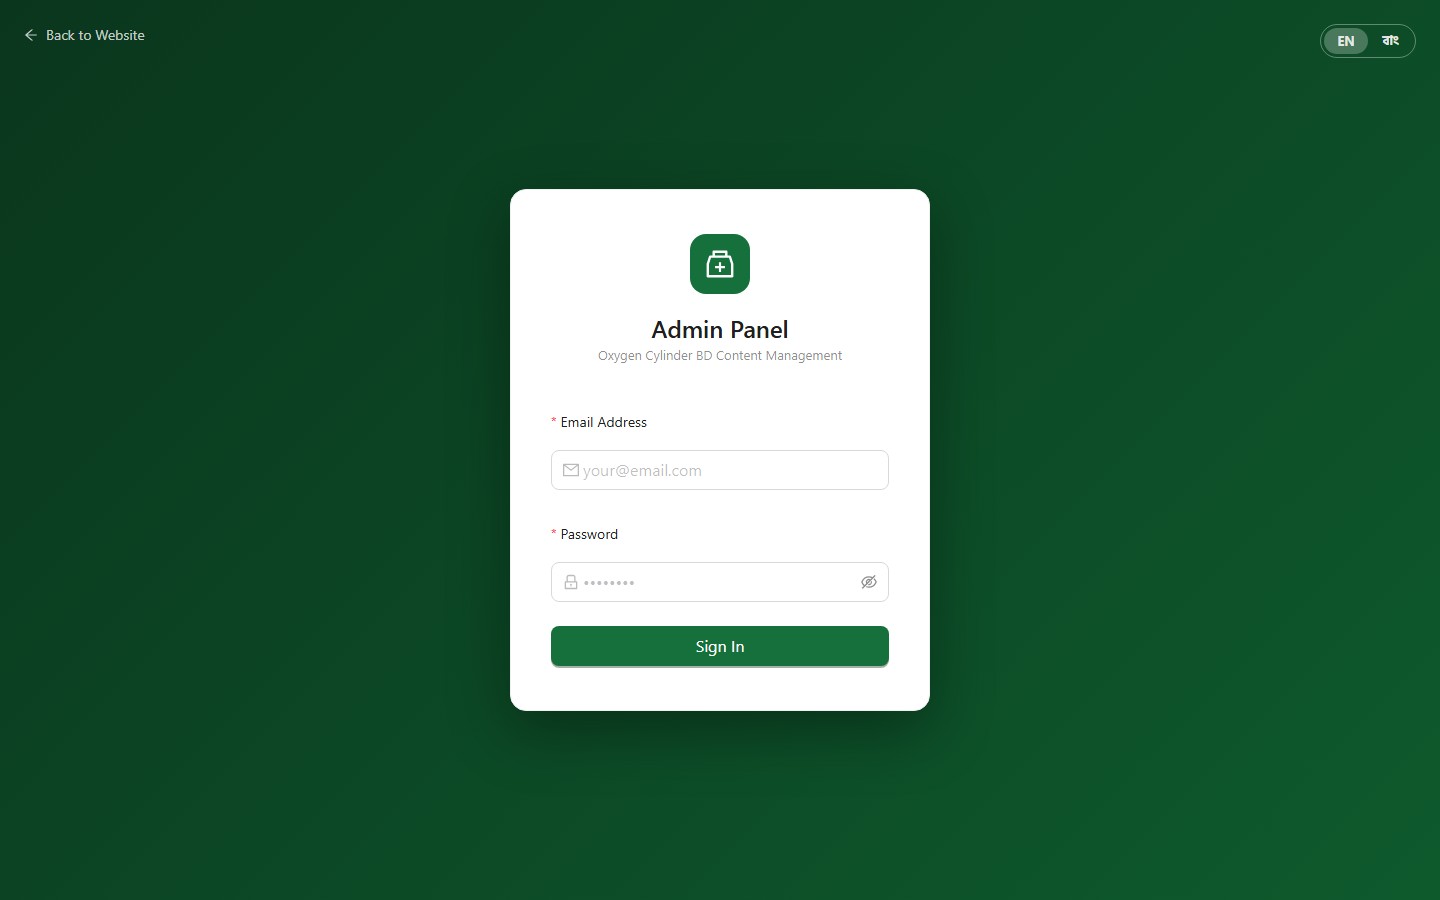 Back to Website
EN
বাং
Admin Panel
Oxygen Cylinder BD Content Management
* Email Address
your@email.com
* Password
••••••••
Sign In